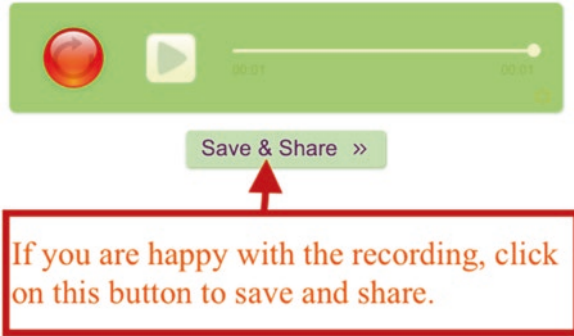 00:01 00:01
Save & Share »
If you are happy with the recording, click
on this button to save and share.